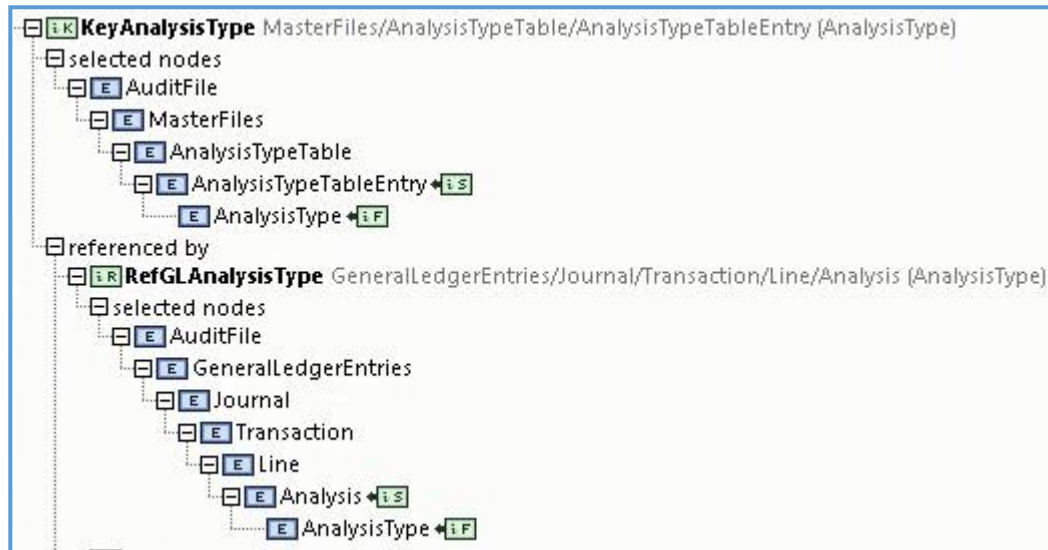 iK KeyAnalysisType MasterFiles/AnalysisTypeTable/AnalysisTypeTableEntry (AnalysisType)
selected nodes
E AuditFile
E MasterFiles
E AnalysisTypeTable
E AnalysisTypeTableEntry iS
E AnalysisType iF
referenced by
iR RefGLAnalysisType GeneralLedgerEntries/Journal/Transaction/Line/Analysis (AnalysisType)
selected nodes
E AuditFile
E GeneralLedgerEntries
E Journal
E Transaction
E Line
E Analysis iS
E AnalysisType iF